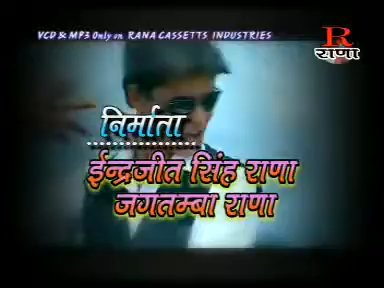 VCD & MP3 Only on RANA CASSETTS INDUSTRIES
R
राणा
निर्माता
ईन्द्रजीत सिंह राणा
जगतम्बा राणा